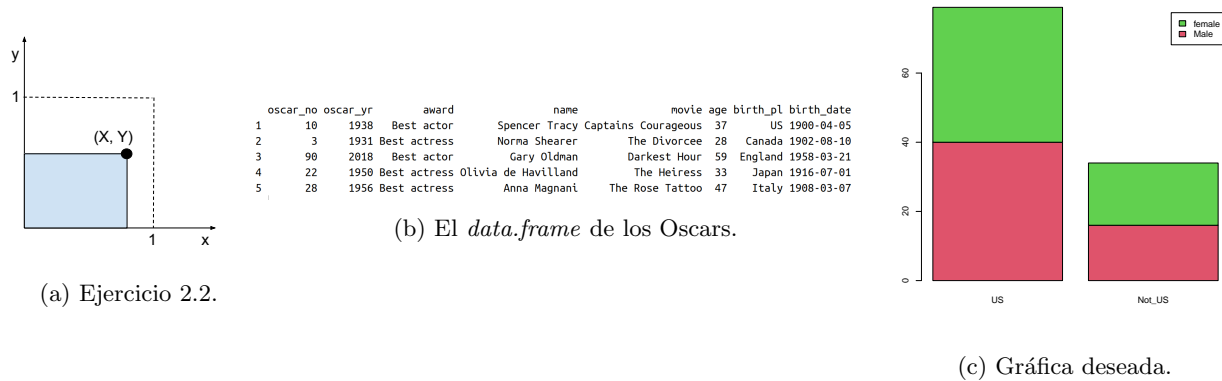 y
1
(X, Y)
1
x
(a) Ejercicio 2.2.
oscar_no oscar_yr award name movie age birth_pl birth_date
1 10 1938 Best actor Spencer Tracy Captains Courageous 37 US 1900-04-05
2 3 1931 Best actress Norma Shearer The Divorcee 28 Canada 1902-08-10
3 90 2018 Best actor Gary Oldman Darkest Hour 59 England 1958-03-21
4 22 1950 Best actress Olivia de Havilland The Heiress 33 Japan 1916-07-01
5 28 1956 Best actress Anna Magnani The Rose Tattoo 47 Italy 1908-03-07
(b) El data.frame de los Oscars.
female
Male
60
40
20
0
US
Not_US
(c) Gráfica deseada.